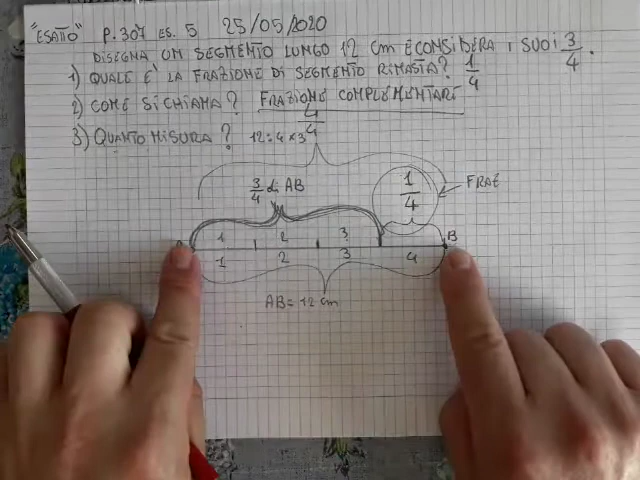 "ESATTO" P. 307 ES. 5 25/05/2020
DISEGNA UN SEGMENTO LUNGO 12 cm E CONSIDERA I SUOI 3/4.
1) QUALE È LA FRAZIONE DI SEGMENTO RIMASTA? 1/4
2) COME SI CHIAMA? FRAZIONE COMPLEMENTARE
3) QUANTO MISURA? 12:4×3
4/4
3/4 di AB
1/4
FRAZ
1 2 3
A B
1 2 3 4
AB = 12 cm